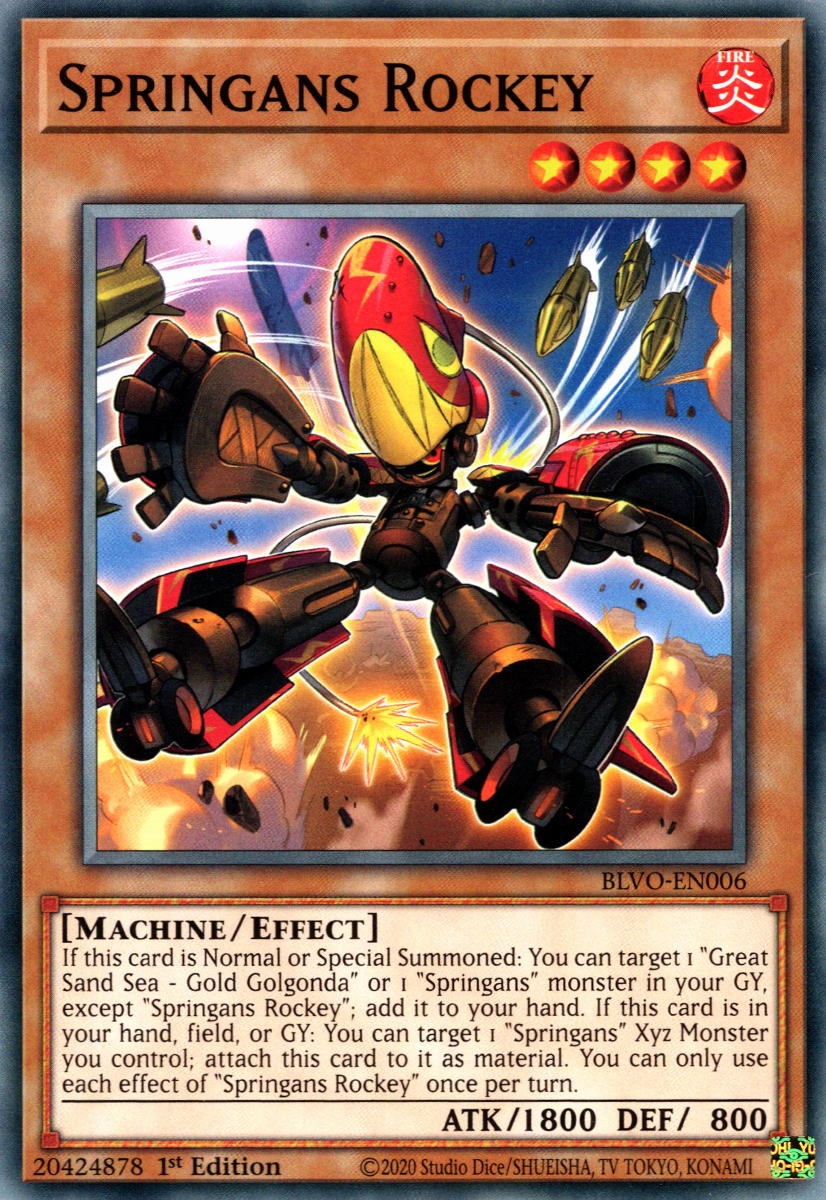 SPRINGANS ROCKEY
FIRE
炎
BLVO-EN006
[MACHINE/EFFECT]
If this card is Normal or Special Summoned: You can target 1 "Great
Sand Sea - Gold Golgonda" or 1 "Springans" monster in your GY,
except "Springans Rockey"; add it to your hand. If this card is in
your hand, field, or GY: You can target 1 "Springans" Xyz Monster
you control; attach this card to it as material. You can only use
each effect of "Springans Rockey" once per turn.
ATK/1800 DEF/ 800
20424878 1st Edition ©2020 Studio Dice/SHUEISHA, TV TOKYO, KONAMI